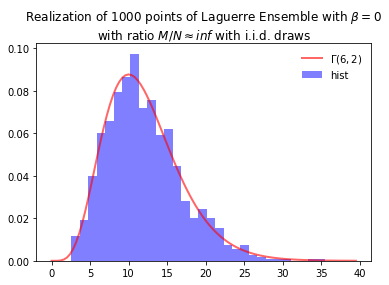 Realization of 1000 points of Laguerre Ensemble with β = 0
with ratio M/N ≈ inf with i.i.d. draws
0.10
0.08
0.06
0.04
0.02
0.00
0 5 10 15 20 25 30 35 40
Γ(6, 2)
hist